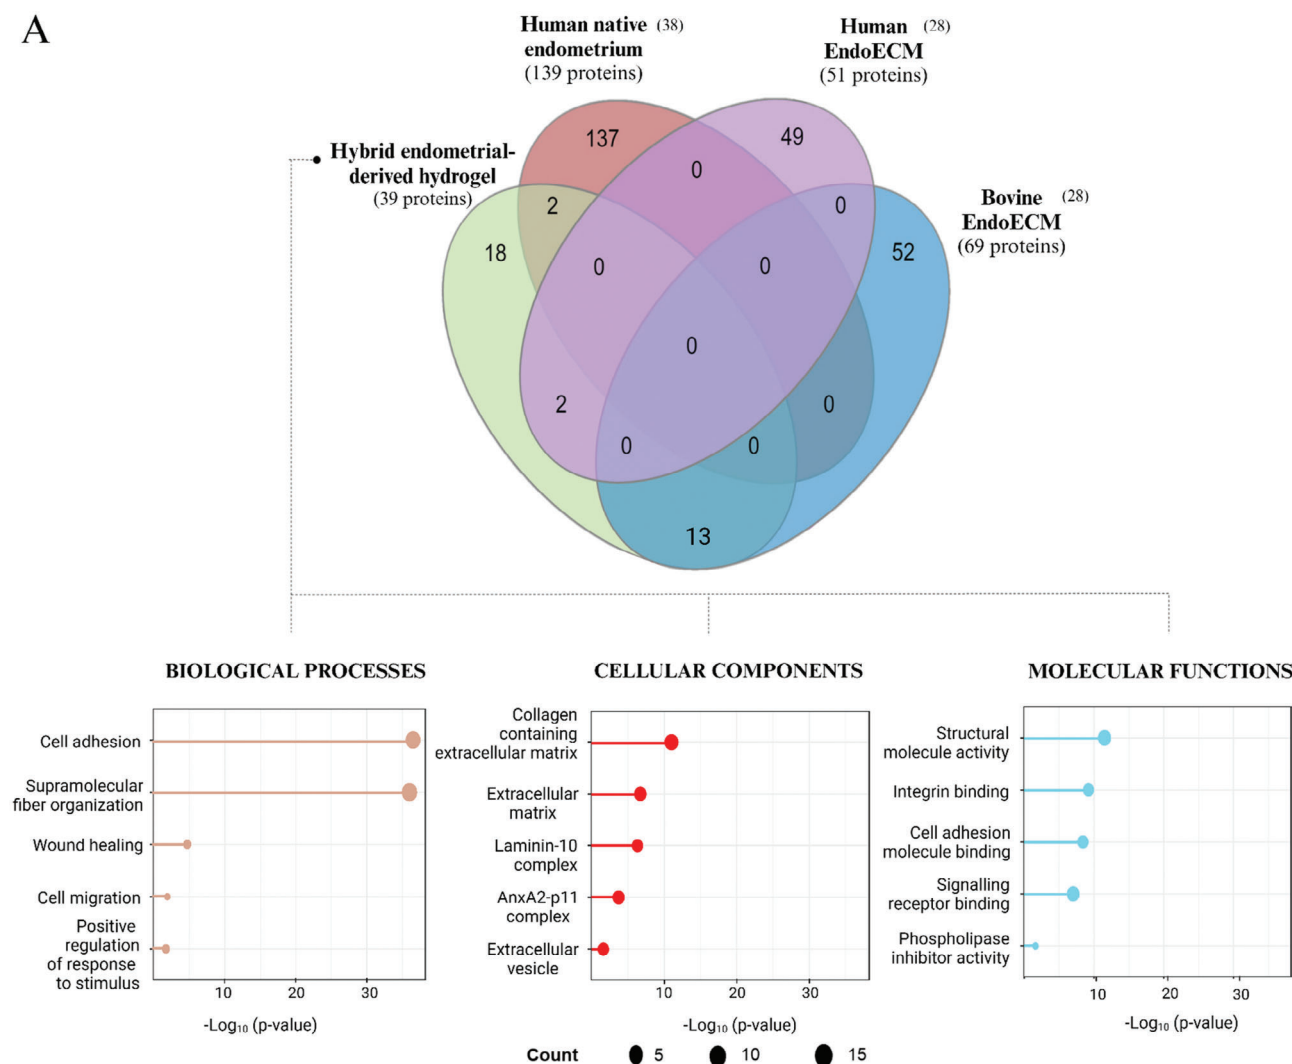 A
Human native (38)
endometrium
(139 proteins)
Human (28)
EndoECM
(51 proteins)
Hybrid endometrial-
derived hydrogel
(39 proteins)
Bovine (28)
EndoECM
(69 proteins)
137
49
0
2
0
18
52
0
0
0
2
0
0
0
13
BIOLOGICAL PROCESSES
Cell adhesion
Supramolecular
fiber organization
Wound healing
Cell migration
Positive
regulation
of response
to stimulus
10 20 30
-Log₁₀ (p-value)
CELLULAR COMPONENTS
Collagen
containing
extracellular matrix
Extracellular
matrix
Laminin-10
complex
AnxA2-p11
complex
Extracellular
vesicle
10 20 30
-Log₁₀ (p-value)
MOLECULAR FUNCTIONS
Structural
molecule activity
Integrin binding
Cell adhesion
molecule binding
Signalling
receptor binding
Phospholipase
inhibitor activity
10 20 30
-Log₁₀ (p-value)
Count 5 10 15